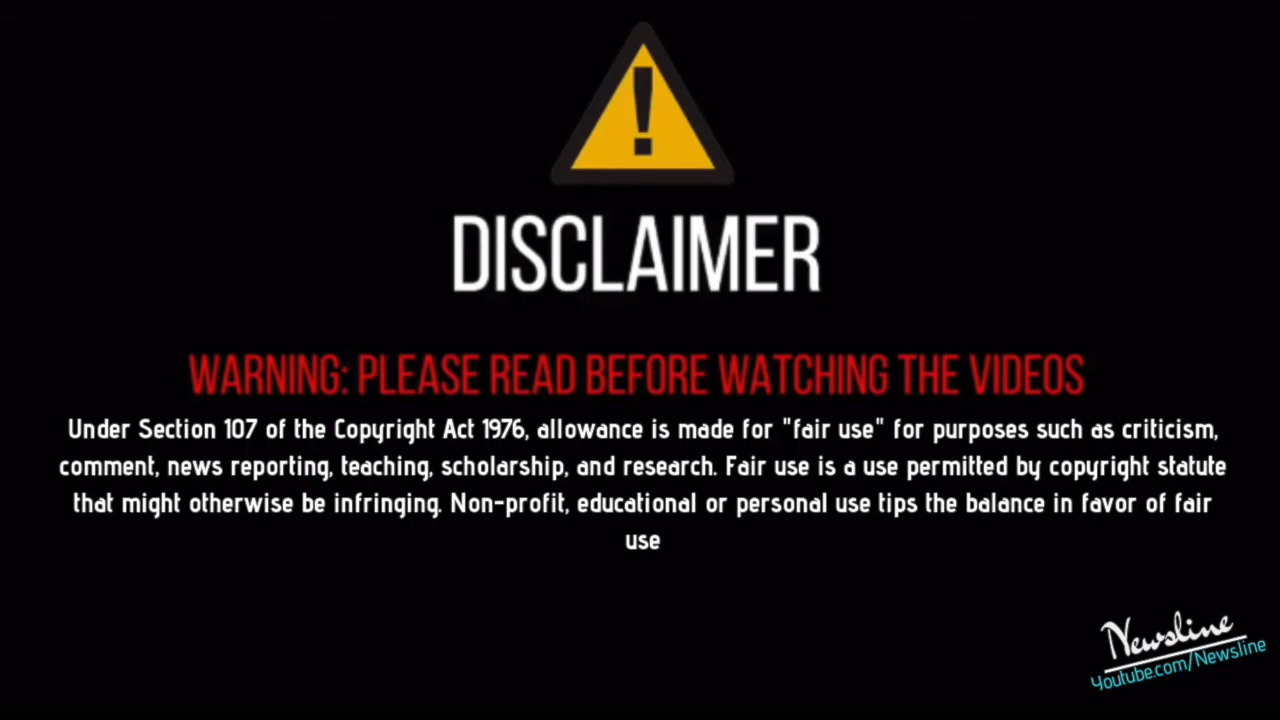 !
DISCLAIMER
WARNING: PLEASE READ BEFORE WATCHING THE VIDEOS
Under Section 107 of the Copyright Act 1976, allowance is made for "fair use" for purposes such as criticism,
comment, news reporting, teaching, scholarship, and research. Fair use is a use permitted by copyright statute
that might otherwise be infringing. Non-profit, educational or personal use tips the balance in favor of fair
use
Newsline
Youtube.com/Newsline